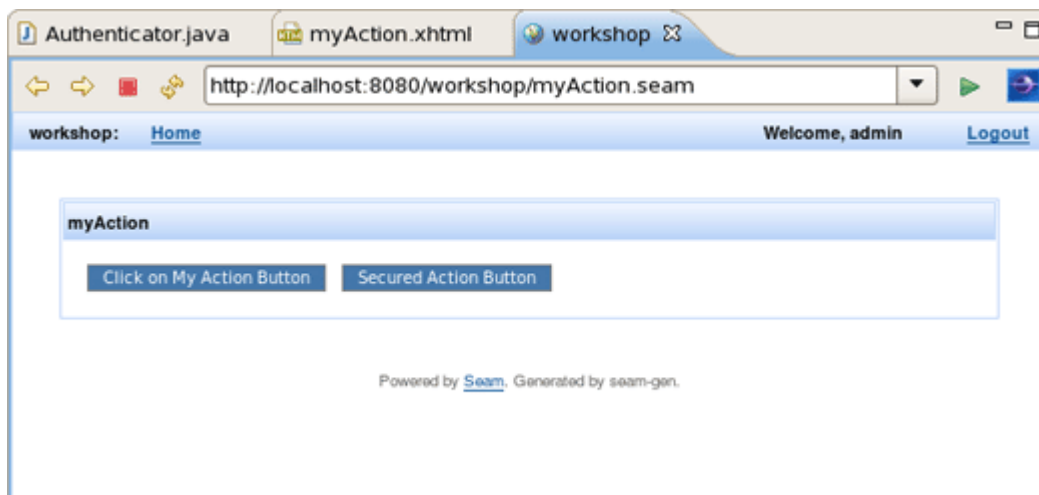 Authenticator.java myAction.xhtml workshop
http://localhost:8080/workshop/myAction.seam
workshop: Home Welcome, admin Logout
myAction
Click on My Action Button Secured Action Button
Powered by Seam. Generated by seam-gen.